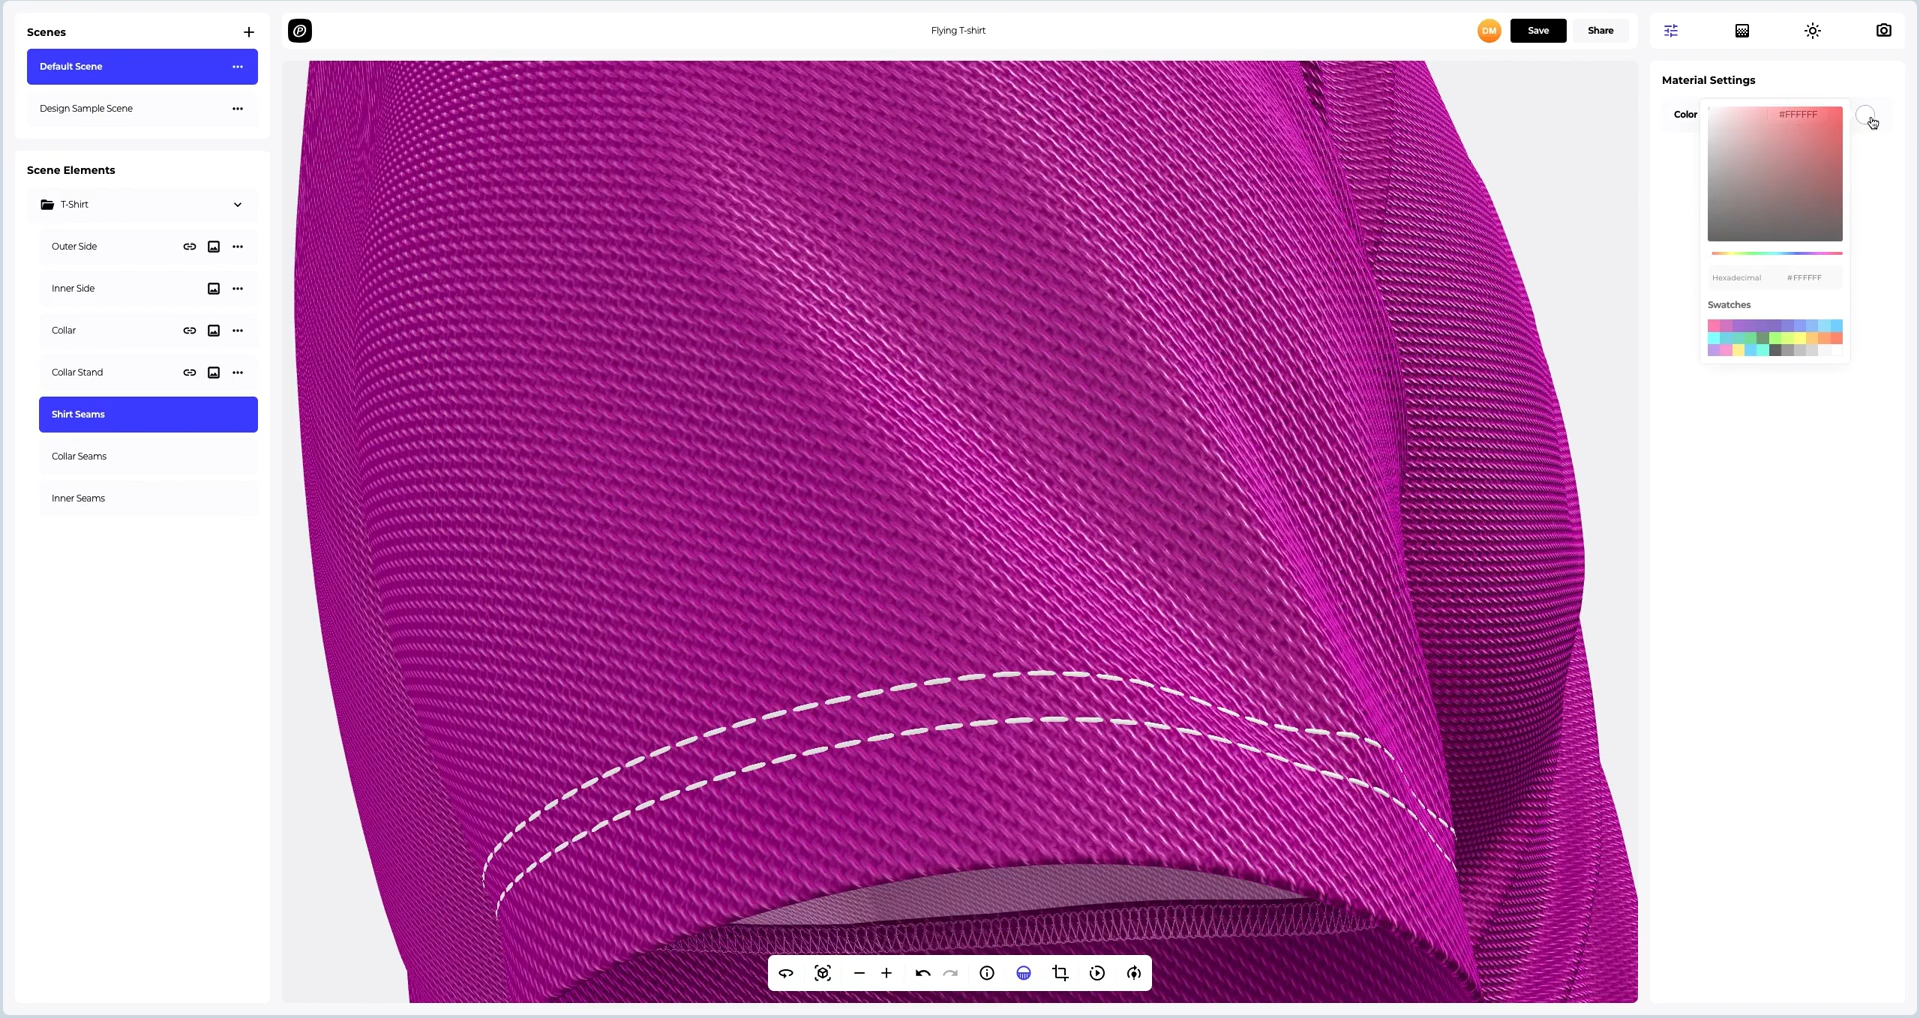 Scenes
Flying T-shirt
DM
Save
Share
Default Scene
Design Sample Scene
Material Settings
Color
#FFFFFF
Scene Elements
T-Shirt
Outer Side
Inner Side
Collar
Collar Stand
Shirt Seams
Collar Seams
Inner Seams
Hexadecimal
#FFFFFF
Swatches